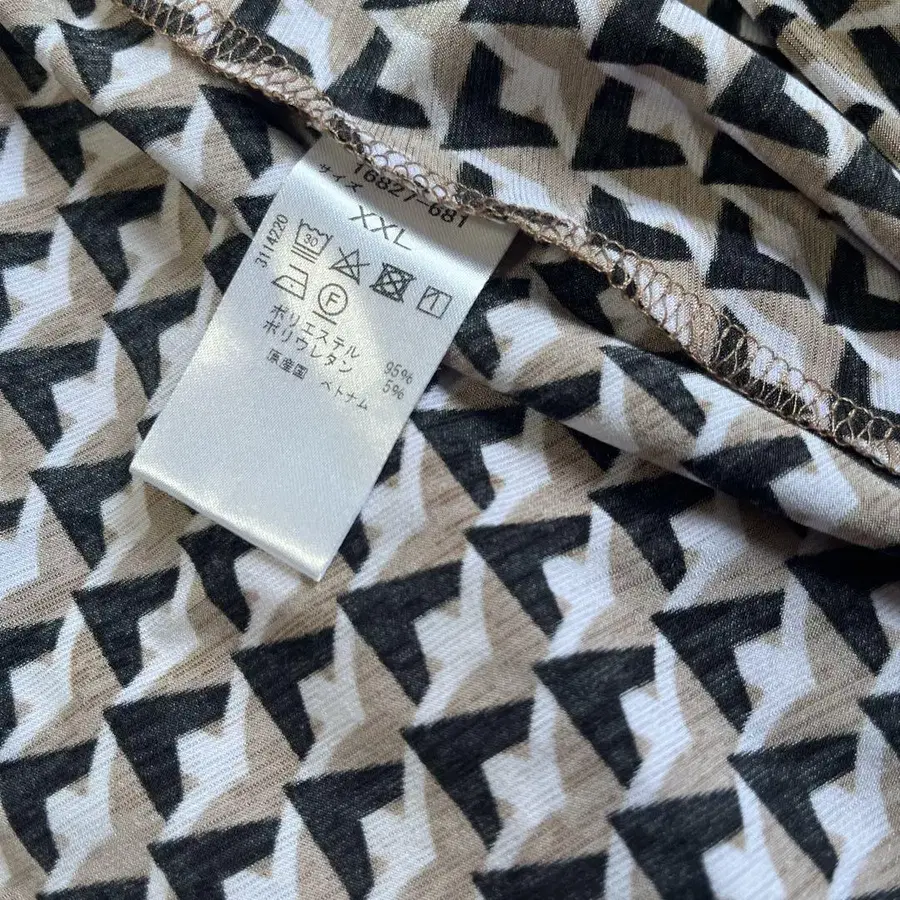 16827-681
サイズ
XXL
3114220
30
F
ポリエステル 95%
ポリウレタン 5%
原産国 ベトナム